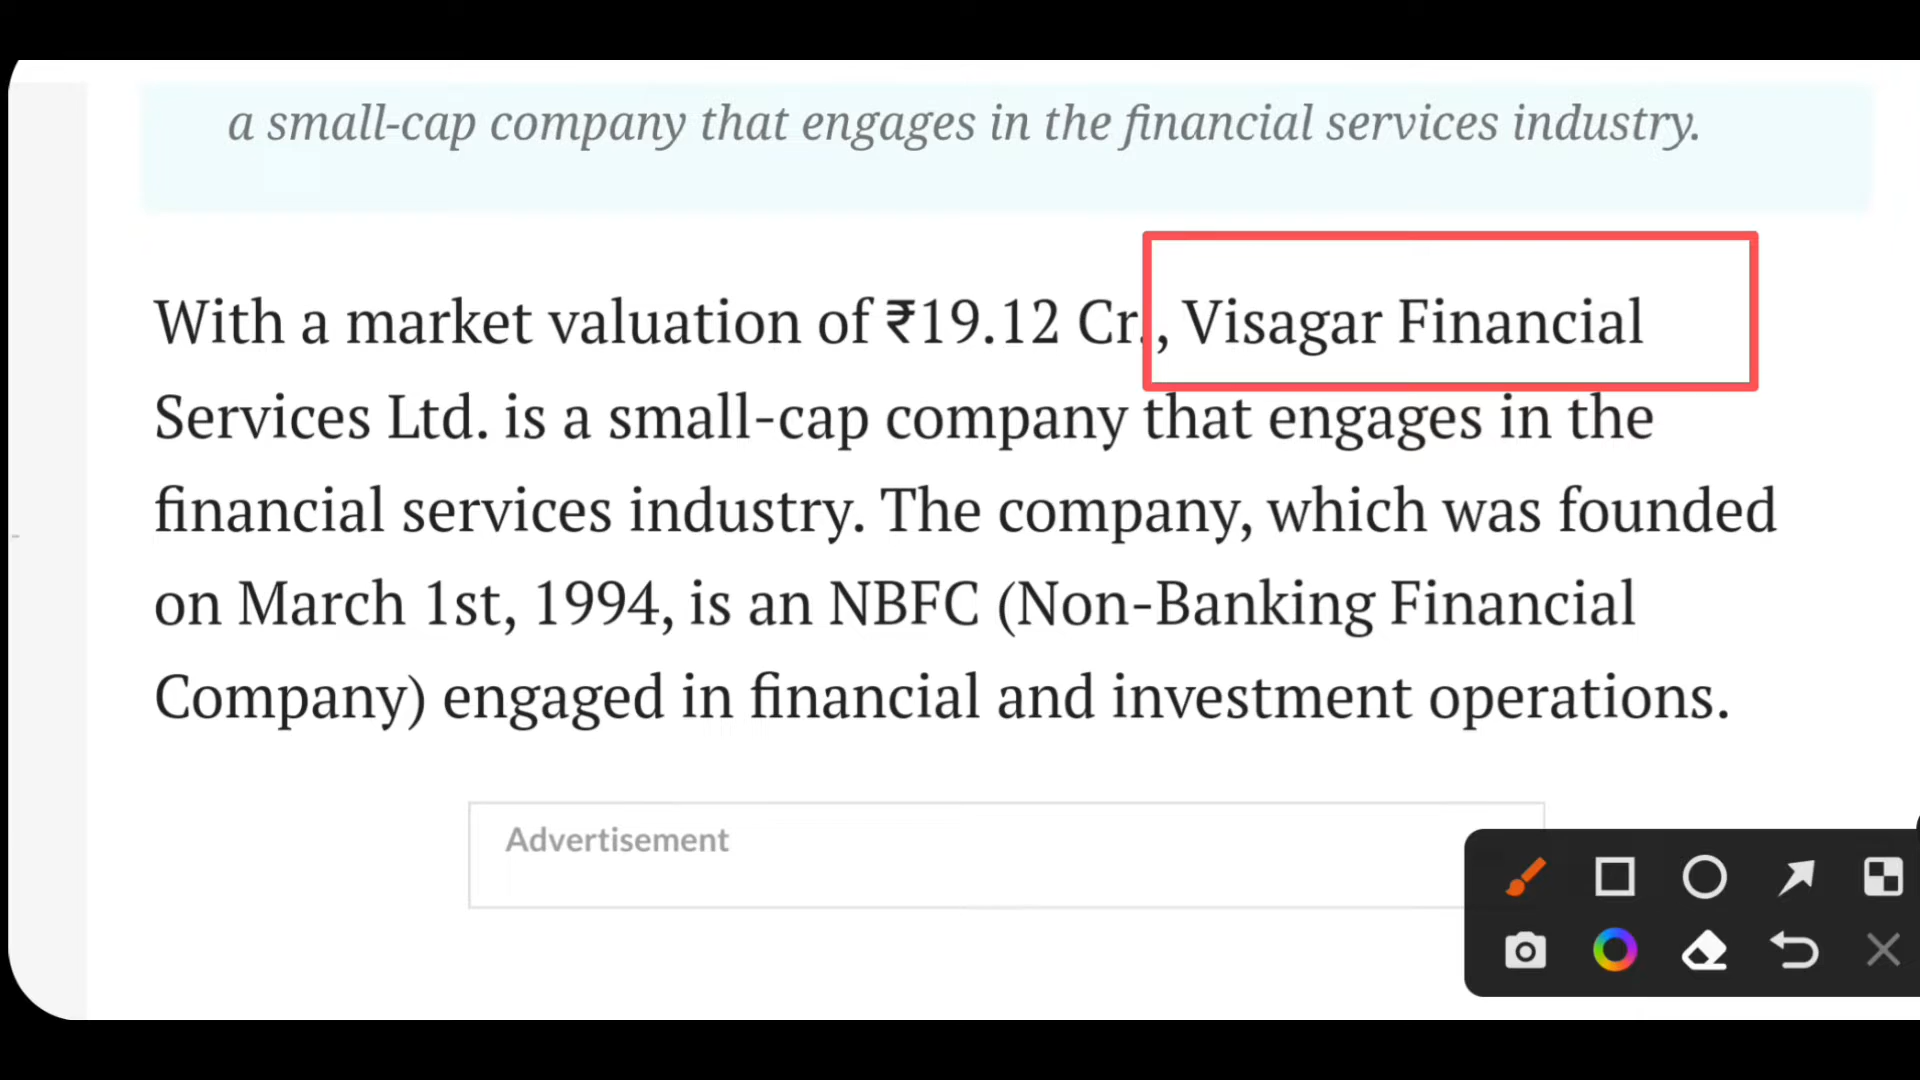 a small-cap company that engages in the financial services industry.
With a market valuation of ₹19.12 Cr., Visagar Financial
Services Ltd. is a small-cap company that engages in the
financial services industry. The company, which was founded
on March 1st, 1994, is an NBFC (Non-Banking Financial
Company) engaged in financial and investment operations.
Advertisement